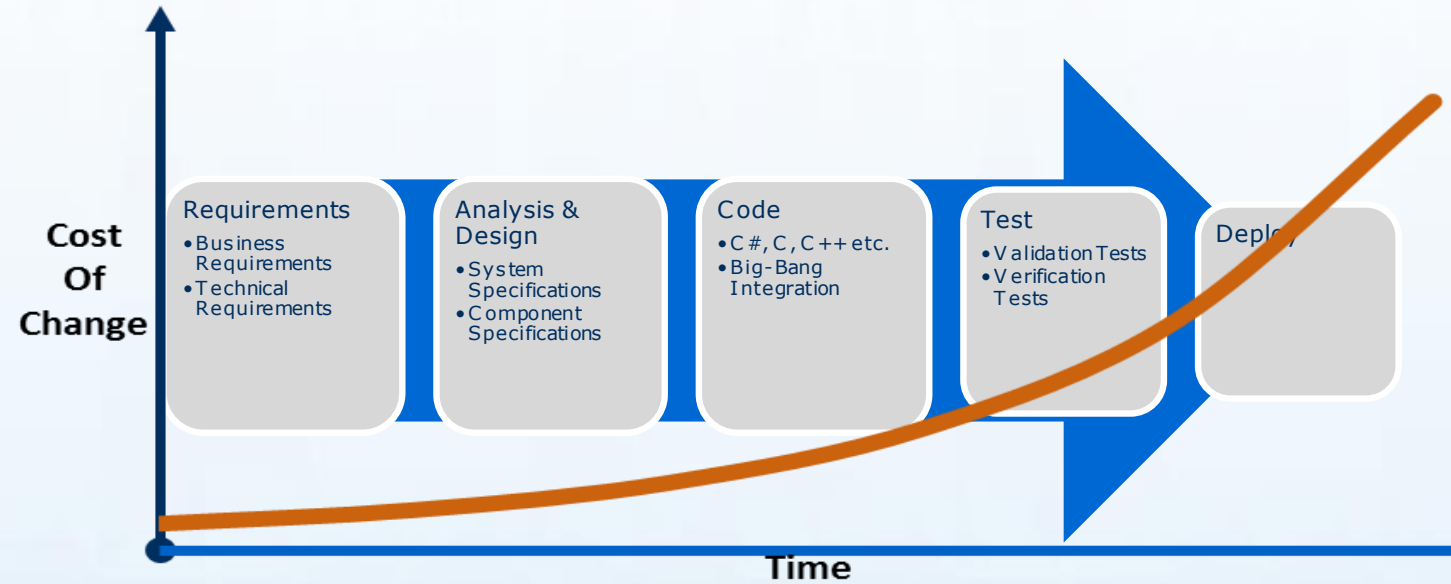 Cost
Of
Change
Requirements
•Business
Requirements
•Technical
Requirements
Analysis &
Design
•System
Specifications
•Component
Specifications
Code
•C#, C, C++ etc.
•Big-Bang
Integration
Test
•Validation Tests
•Verification
Tests
Deploy
Time